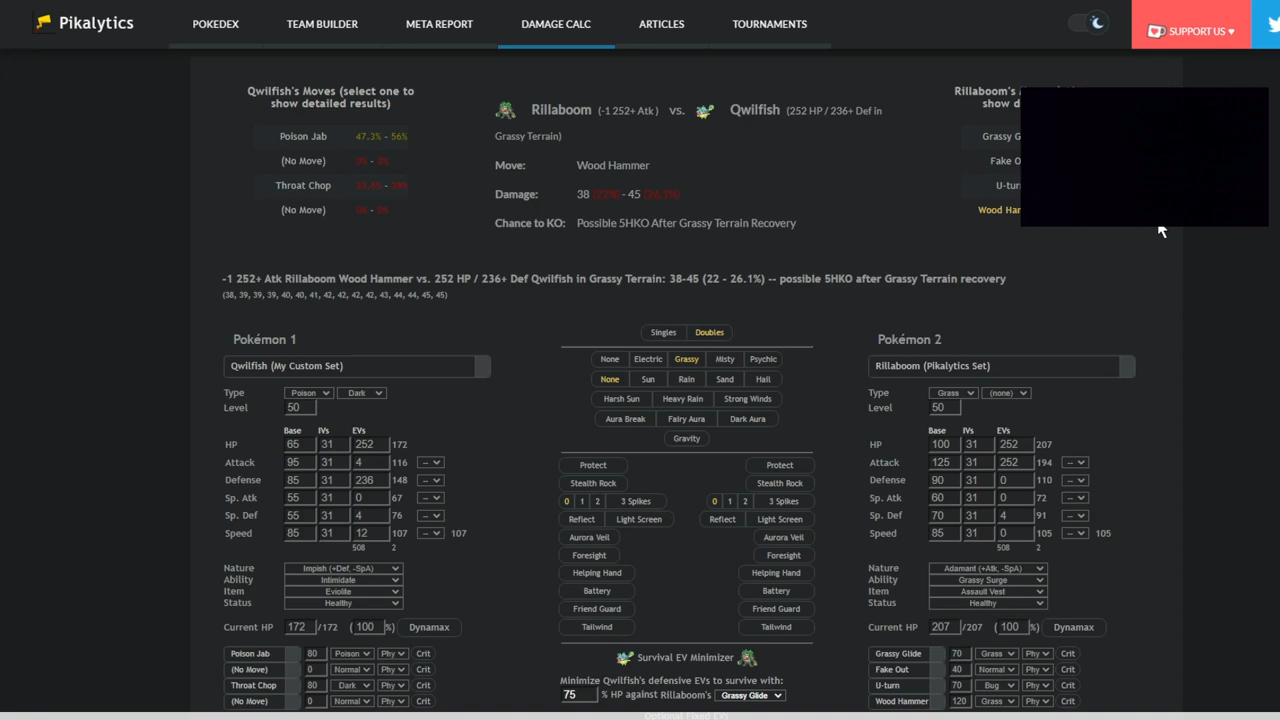 Pikalytics
POKEDEX
TEAM BUILDER
META REPORT
DAMAGE CALC
ARTICLES
TOURNAMENTS
SUPPORT US ♥
Qwilfish's Moves (select one to
show detailed results)
Poison Jab 47.3% - 56%
(No Move) 0% - 0%
Throat Chop
(No Move) 0% - 0%
Rillaboom (-1 252+ Atk ) vs. Qwilfish (252 HP / 236+ Def in
Grassy Terrain)
Move: Wood Hammer
Damage: 38 (22%) - 45 (26.1%)
Chance to KO: Possible 5HKO After Grassy Terrain Recovery
Rillaboom's
show d
Grassy G
Fake O
U-turn
Wood Har
-1 252+ Atk Rillaboom Wood Hammer vs. 252 HP / 236+ Def Qwilfish in Grassy Terrain: 38-45 (22 - 26.1%) -- possible 5HKO after Grassy Terrain recovery
(38, 39, 39, 39, 40, 40, 41, 42, 42, 42, 42, 43, 44, 44, 45, 45)
Pokémon 1
Qwilfish (My Custom Set)
Type Poison Dark
Level 50
Base IVs EVs
HP 65 31 252 172
Attack 95 31 4 116 --
Defense 85 31 236 148 --
Sp. Atk 55 31 0 67 --
Sp. Def 55 31 4 76 --
Speed 85 31 12 107 -- 107
508 2
Nature Impish (+Def, -SpA)
Ability Intimidate
Item Eviolite
Status Healthy
Current HP 172 /172 ( 100 %) Dynamax
Poison Jab 80 Poison Phy Crit
(No Move) 0 Normal Phy Crit
Throat Chop 80 Dark Phy Crit
(No Move) 0 Normal Phy Crit
Singles Doubles
None Electric Grassy Misty Psychic
None Sun Rain Sand Hail
Harsh Sun Heavy Rain Strong Winds
Aura Break Fairy Aura Dark Aura
Gravity
Protect Protect
Stealth Rock Stealth Rock
0 1 2 3 Spikes 0 1 2 3 Spikes
Reflect Light Screen Reflect Light Screen
Aurora Veil Aurora Veil
Foresight Foresight
Helping Hand Helping Hand
Battery Battery
Friend Guard Friend Guard
Tailwind Tailwind
Survival EV Minimizer
Minimize Qwilfish's defensive EVs to survive with:
75 % HP against Rillaboom's Grassy Glide
Optional Fixed EVs
Pokémon 2
Rillaboom (Pikalytics Set)
Type Grass (none)
Level 50
Base IVs EVs
HP 100 31 252 207
Attack 125 31 252 194 --
Defense 90 31 0 110 --
Sp. Atk 60 31 0 72 --
Sp. Def 70 31 4 91 --
Speed 85 31 0 105 -- 105
508 2
Nature Adamant (+Atk, -SpA)
Ability Grassy Surge
Item Assault Vest
Status Healthy
Current HP 207 /207 ( 100 %) Dynamax
Grassy Glide 70 Grass Phy Crit
Fake Out 40 Normal Phy Crit
U-turn 70 Bug Phy Crit
Wood Hammer 120 Grass Phy Crit